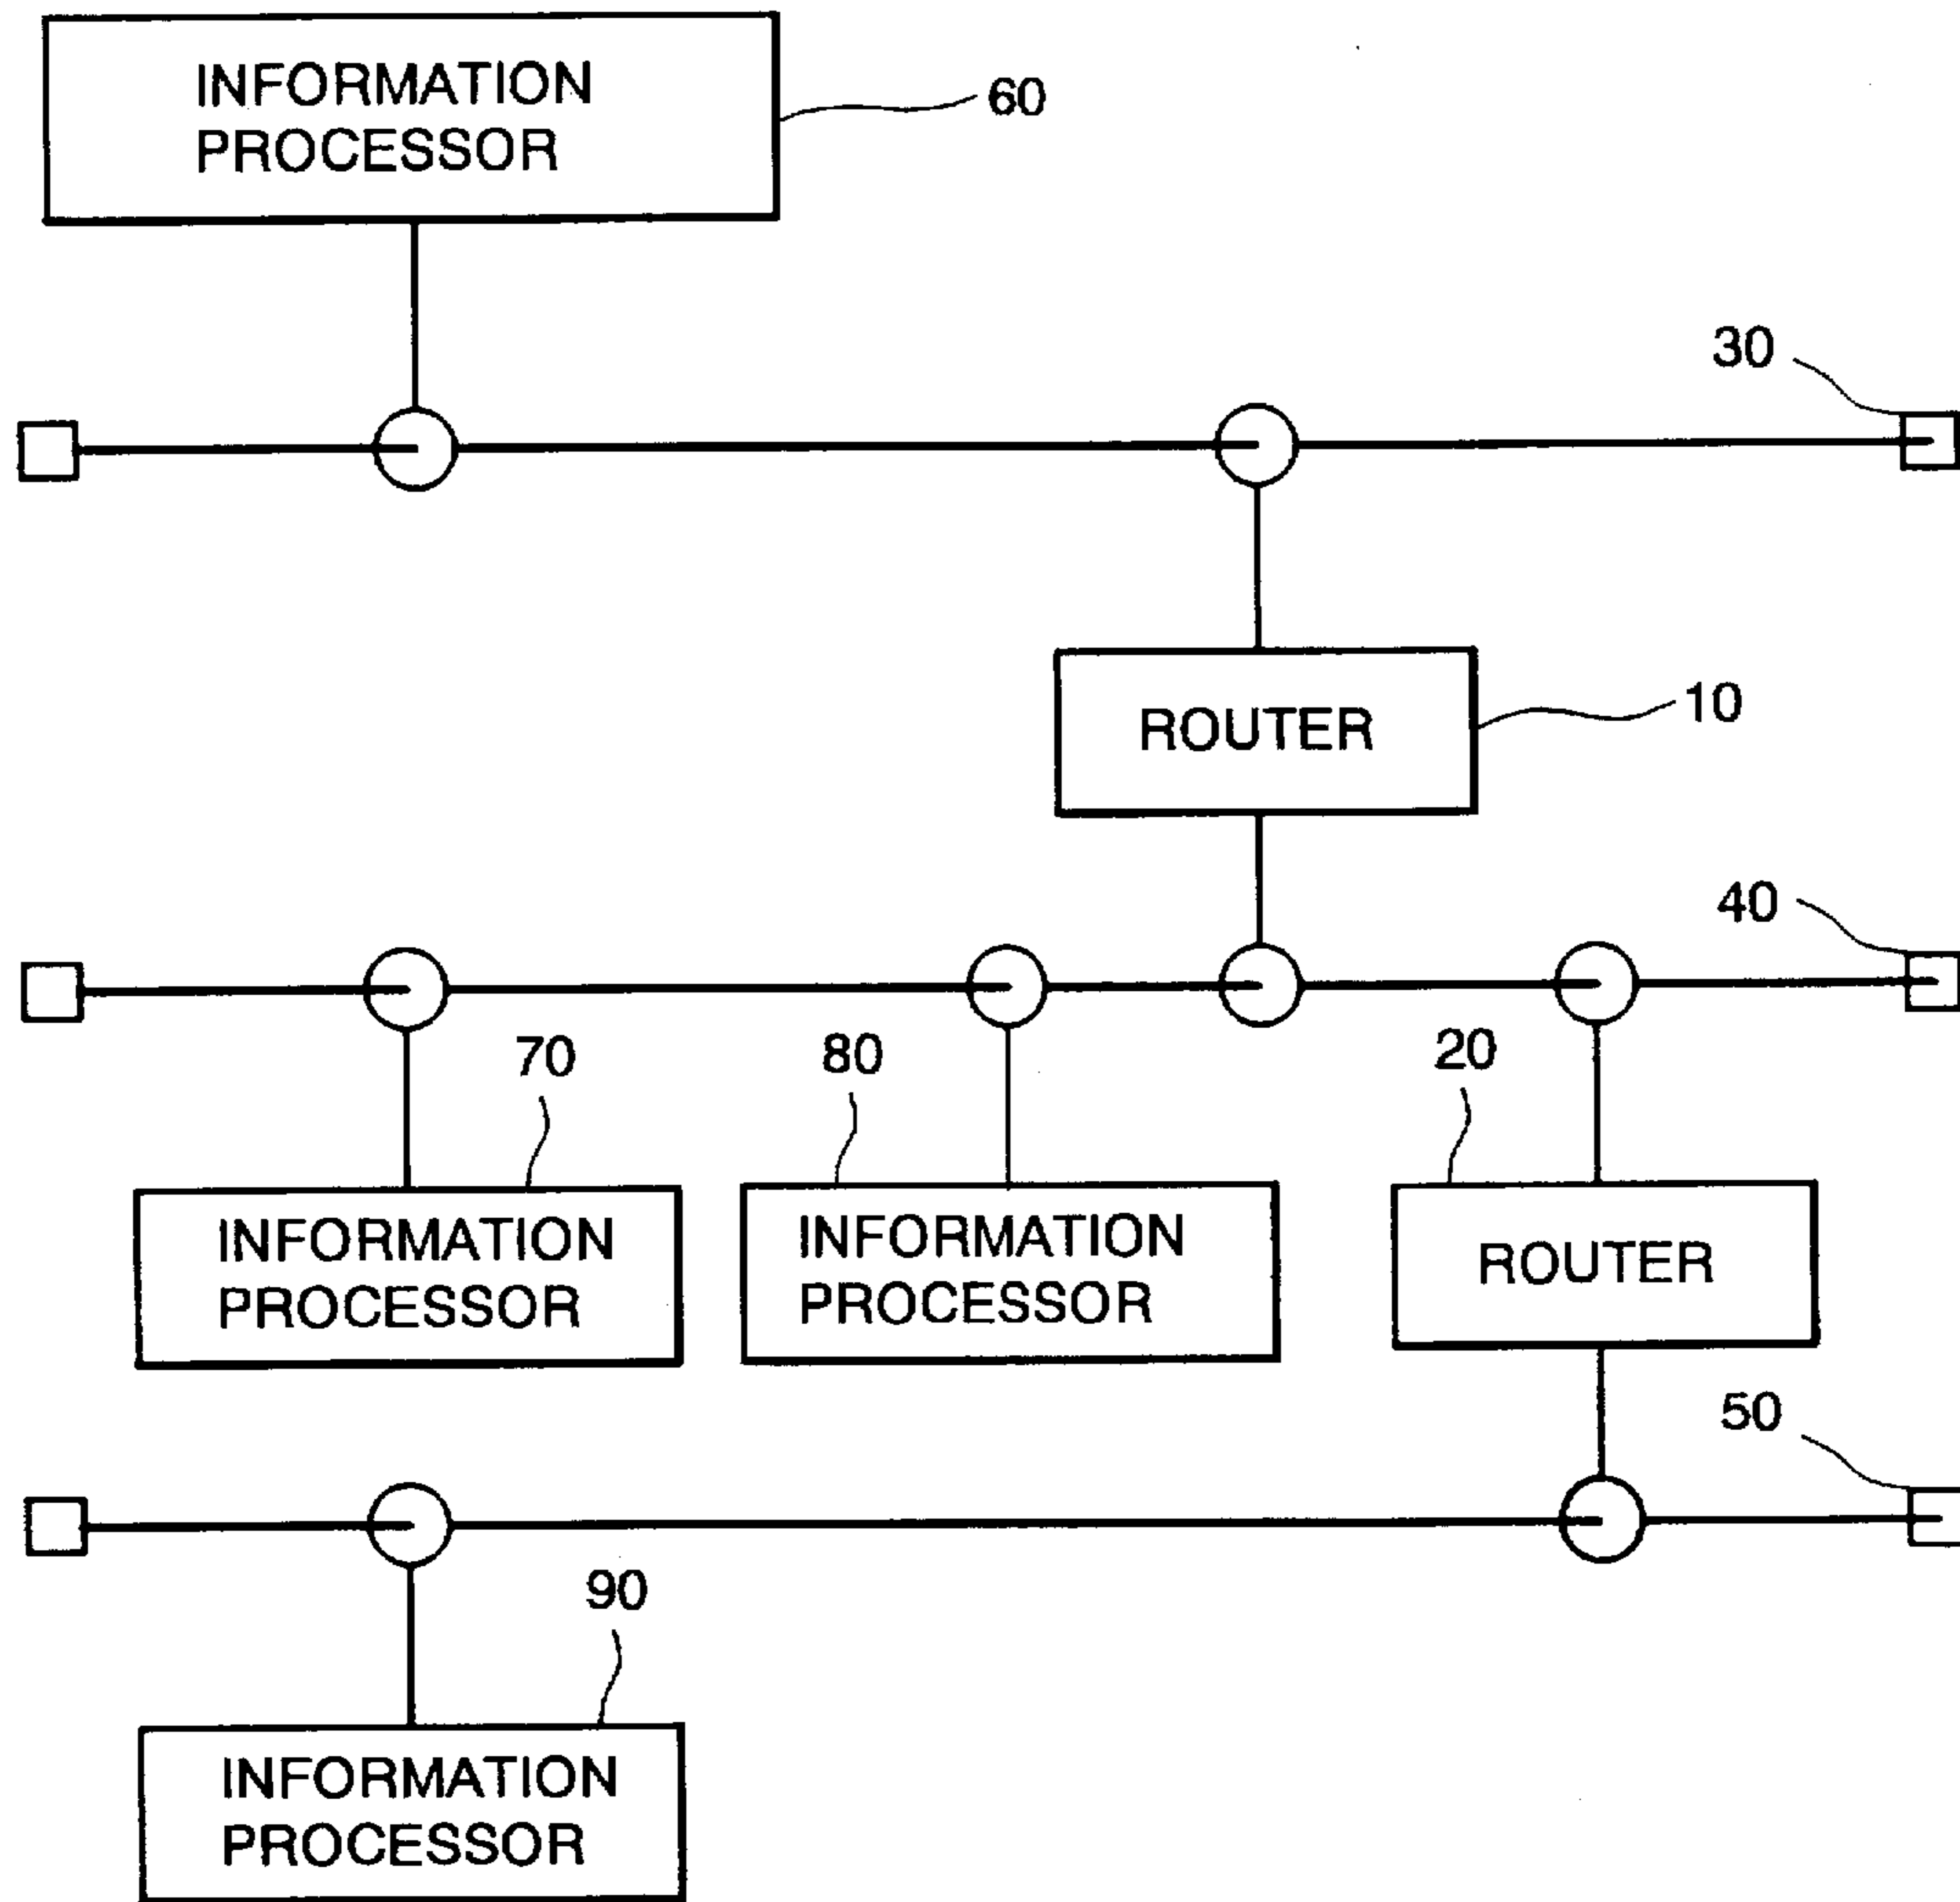 INFORMATION
PROCESSOR
60
30
ROUTER
10
40
70
80
20
INFORMATION
PROCESSOR
INFORMATION
PROCESSOR
ROUTER
50
90
INFORMATION
PROCESSOR